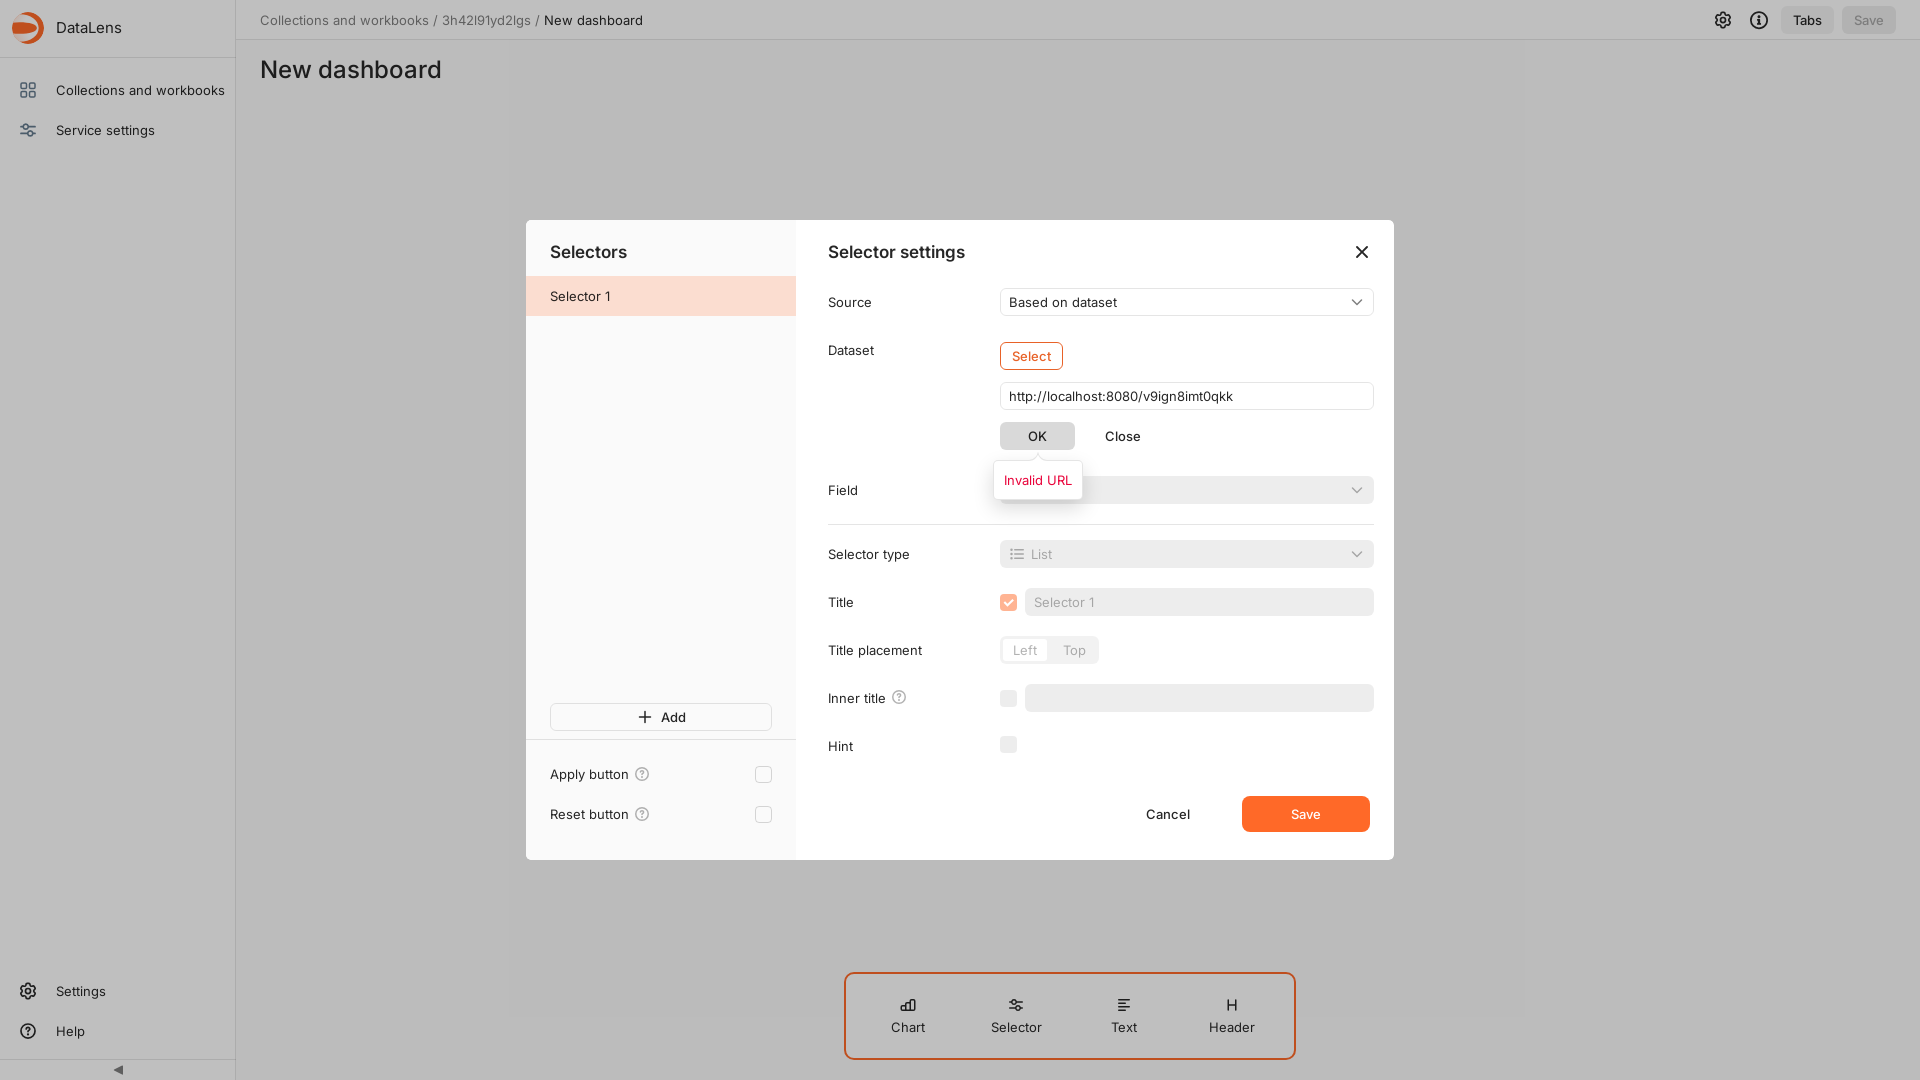 DataLens
Collections and workbooks / 3h42l91yd2lgs / New dashboard
Tabs
Save
New dashboard
Collections and workbooks
Service settings
Selectors
Selector 1
Add
Apply button
Reset button
Selector settings
Source
Based on dataset
Dataset
Select
http://localhost:8080/v9ign8imt0qkk
OK
Close
Invalid URL
Field
Selector type
List
Title
Selector 1
Title placement
Left
Top
Inner title
Hint
Cancel
Save
Settings
Help
Chart
Selector
Text
Header